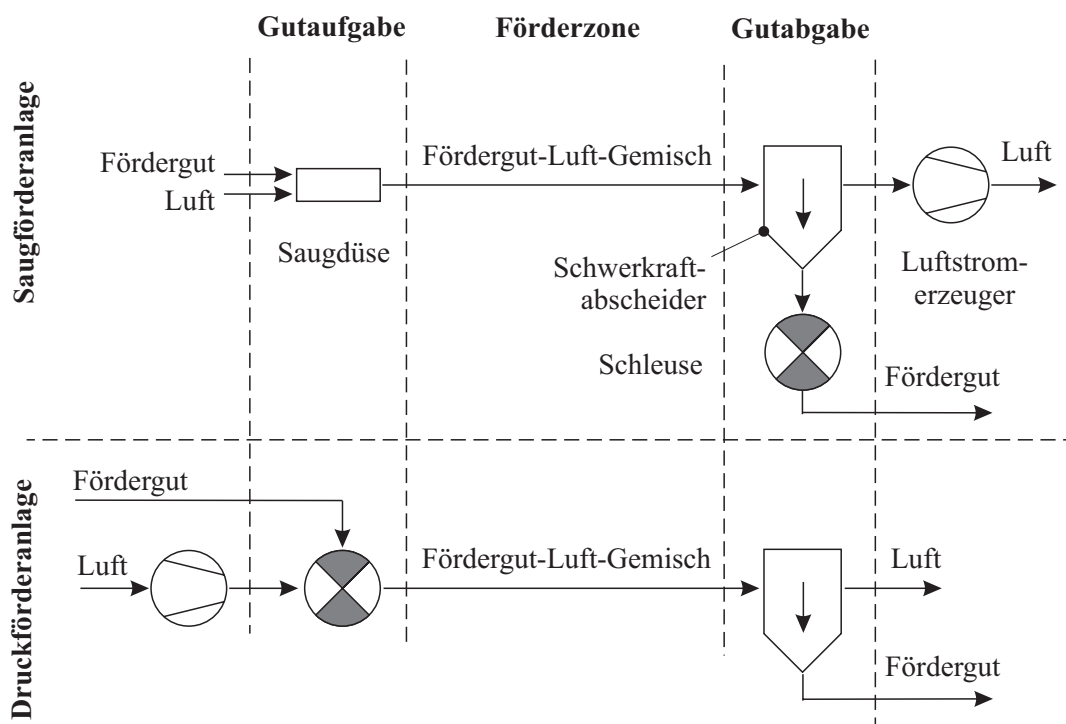 Gutaufgabe
Förderzone
Gutabgabe
Saugförderanlage
Fördergut
Luft
Saugdüse
Fördergut-Luft-Gemisch
Schwerkraft-
abscheider
Schleuse
Luft
Luftstrom-
erzeuger
Fördergut
Druckförderanlage
Fördergut
Luft
Fördergut-Luft-Gemisch
Luft
Fördergut